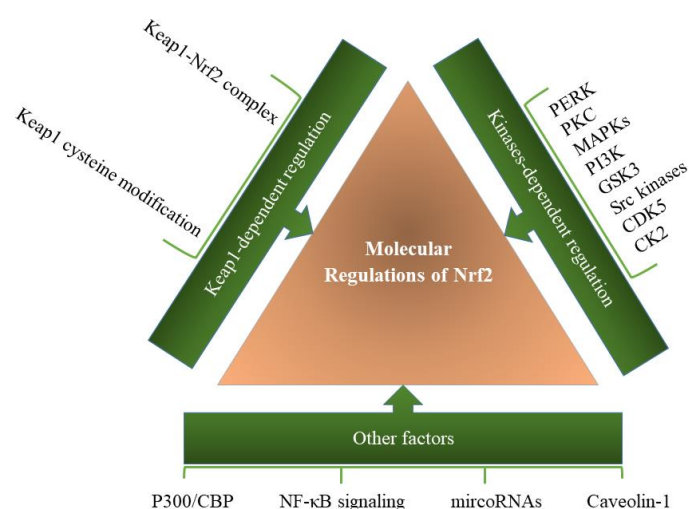 Keap1-Nrf2 complex
Keap1 cysteine modification
Keap1-dependent regulation
Kinases-dependent regulation
PERK
PKC
MAPKs
PI3K
GSK3
Src kinases
CDK5
CK2
Molecular
Regulations of Nrf2
Other factors
P300/CBP
NF-κB signaling
mircoRNAs
Caveolin-1